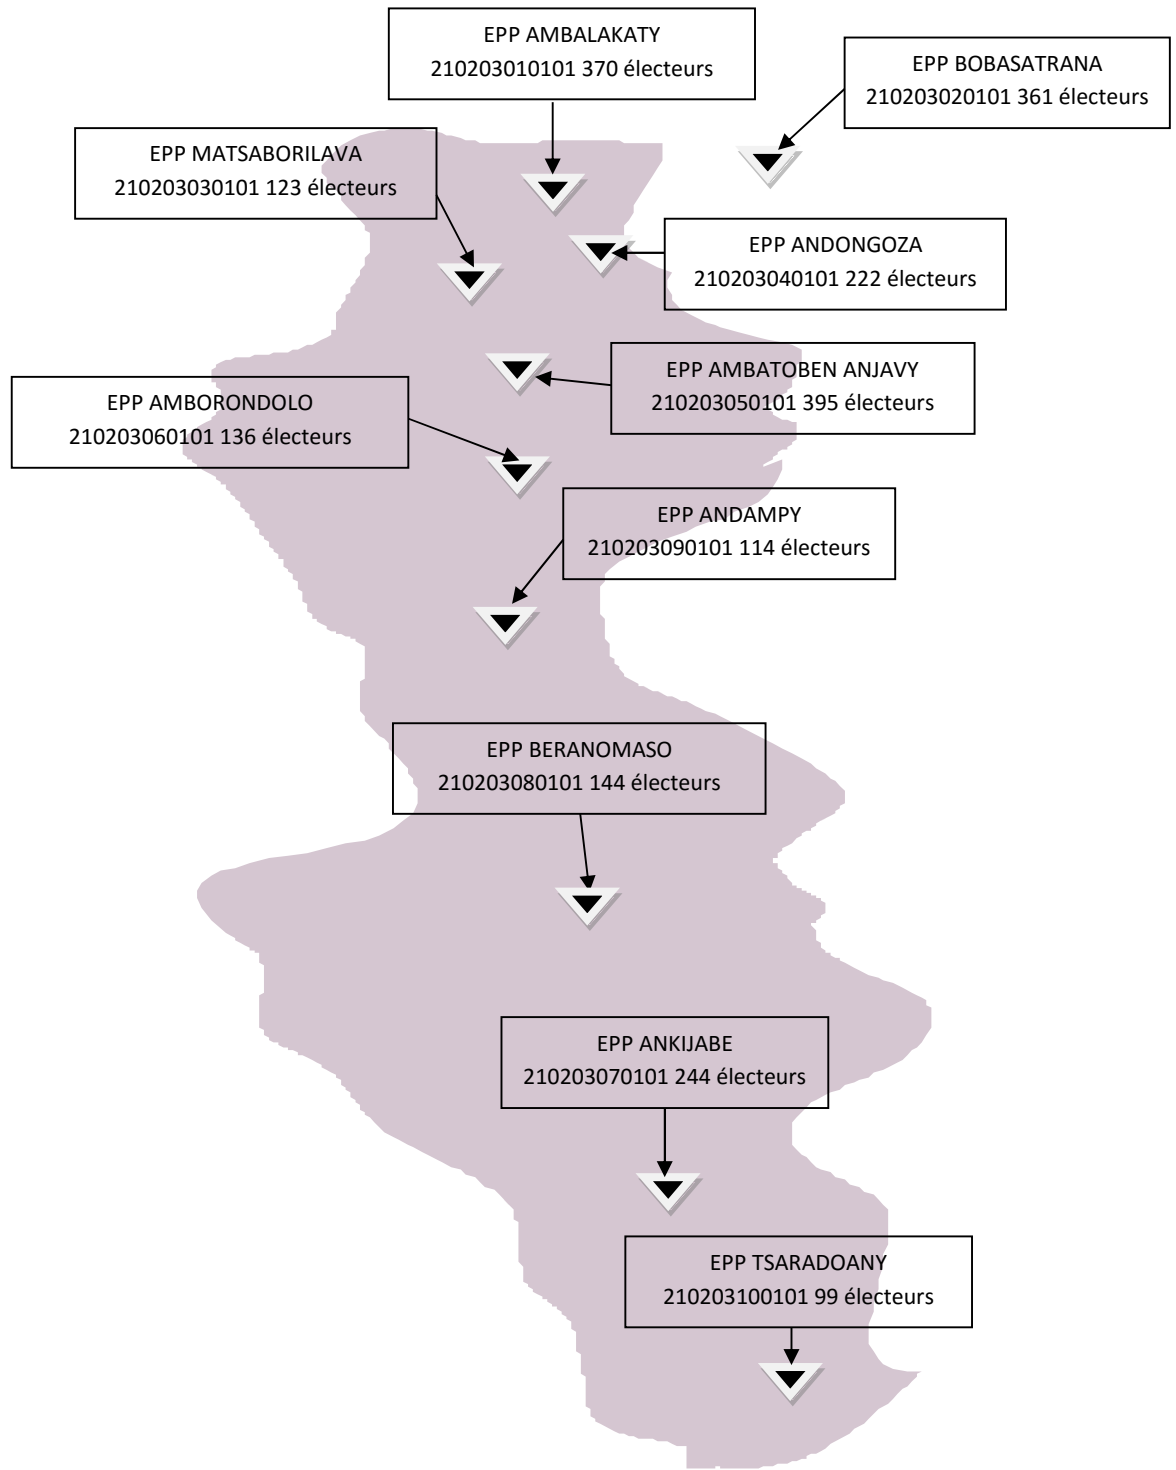 EPP AMBALAKATY
210203010101 370 électeurs
EPP BOBASATRANA
210203020101 361 électeurs
EPP MATSABORILAVA
210203030101 123 électeurs
EPP ANDONGOZA
210203040101 222 électeurs
EPP AMBATOBEN ANJAVY
210203050101 395 électeurs
EPP AMBORONDOLO
210203060101 136 électeurs
EPP ANDAMPY
210203090101 114 électeurs
EPP BERANOMASO
210203080101 144 électeurs
EPP ANKIJABE
210203070101 244 électeurs
EPP TSARADOANY
210203100101 99 électeurs